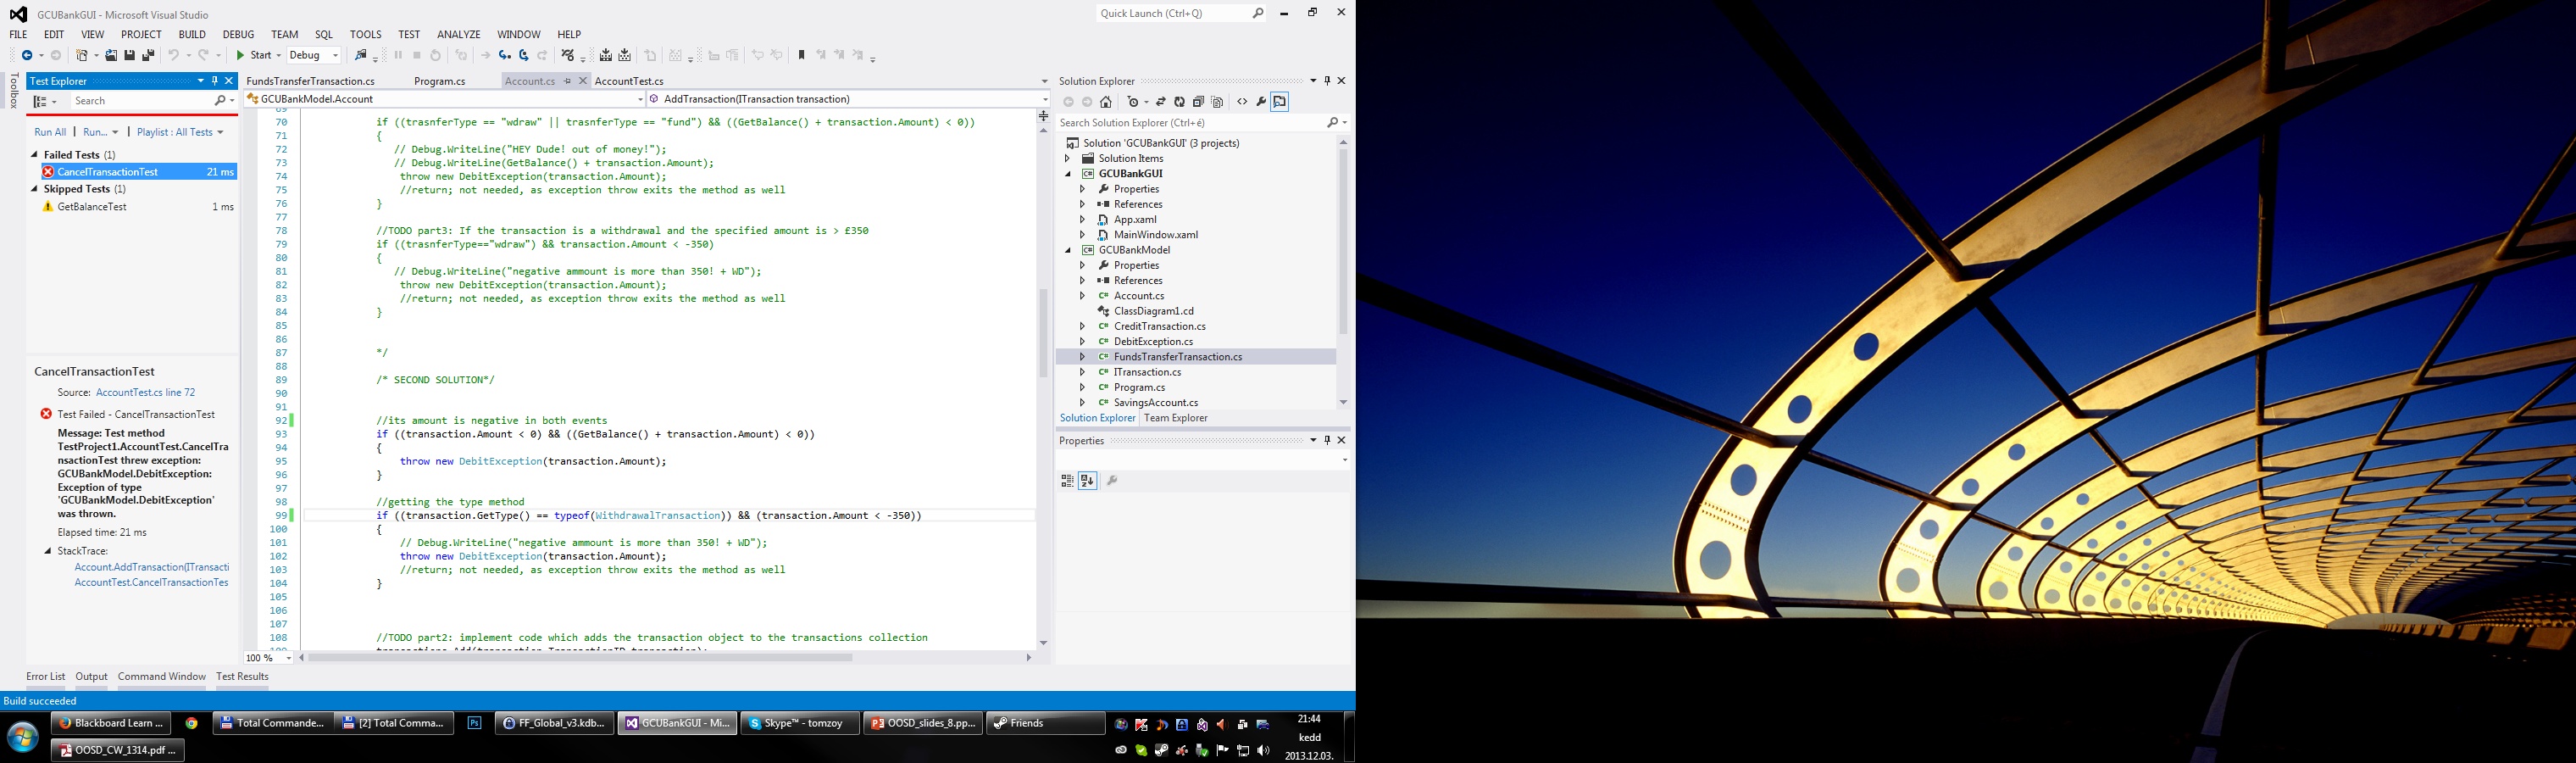 GCUBankGUI - Microsoft Visual Studio
Quick Launch (Ctrl+Q)
FILE EDIT VIEW PROJECT BUILD DEBUG TEAM SQL TOOLS TEST ANALYZE WINDOW HELP
Start Debug
Toolbox
Test Explorer
Search
Run All | Run... | Playlist : All Tests
Failed Tests (1)
CancelTransactionTest 21 ms
Skipped Tests (1)
GetBalanceTest 1 ms
CancelTransactionTest
Source: AccountTest.cs line 72
Test Failed - CancelTransactionTest
Message: Test method
TestProject1.AccountTest.CancelTra
nsactionTest threw exception:
GCUBankModel.DebitException:
Exception of type
'GCUBankModel.DebitException'
was thrown.
Elapsed time: 21 ms
StackTrace:
Account.AddTransaction(ITransacti
AccountTest.CancelTransactionTes
FundsTransferTransaction.cs Program.cs Account.cs AccountTest.cs
GCUBankModel.Account AddTransaction(ITransaction transaction)
69
70 if ((trasnferType == "wdraw" || trasnferType == "fund") && ((GetBalance() + transaction.Amount) < 0))
71 {
72 // Debug.WriteLine("HEY Dude! out of money!");
73 // Debug.WriteLine(GetBalance() + transaction.Amount);
74 throw new DebitException(transaction.Amount);
75 //return; not needed, as exception throw exits the method as well
76 }
77
78 //TODO part3: If the transaction is a withdrawal and the specified amount is > £350
79 if ((trasnferType=="wdraw") && transaction.Amount < -350)
80 {
81 // Debug.WriteLine("negative ammount is more than 350! + WD");
82 throw new DebitException(transaction.Amount);
83 //return; not needed, as exception throw exits the method as well
84 }
85
86
87 */
88
89 /* SECOND SOLUTION*/
90
91
92 //its amount is negative in both events
93 if ((transaction.Amount < 0) && ((GetBalance() + transaction.Amount) < 0))
94 {
95 throw new DebitException(transaction.Amount);
96 }
97
98 //getting the type method
99 if ((transaction.GetType() == typeof(WithdrawalTransaction)) && (transaction.Amount < -350))
100 {
101 // Debug.WriteLine("negative ammount is more than 350! + WD");
102 throw new DebitException(transaction.Amount);
103 //return; not needed, as exception throw exits the method as well
104 }
105
106
107
108 //TODO part2: implement code which adds the transaction object to the transactions collection
100 %
Solution Explorer
Search Solution Explorer (Ctrl+é)
Solution 'GCUBankGUI' (3 projects)
Solution Items
GCUBankGUI
Properties
References
App.xaml
MainWindow.xaml
GCUBankModel
Properties
References
Account.cs
ClassDiagram1.cd
CreditTransaction.cs
DebitException.cs
FundsTransferTransaction.cs
ITransaction.cs
Program.cs
SavingsAccount.cs
Solution Explorer Team Explorer
Properties
Error List Output Command Window Test Results
Build succeeded
Blackboard Learn ... Total Commande... [2] Total Comma... Ps FF_Global_v3.kdb... GCUBankGUI - Mi... Skype™ - tomzoy OOSD_slides_8.pp... Friends
OOSD_CW_1314.pdf ...
21:44
kedd
2013.12.03.